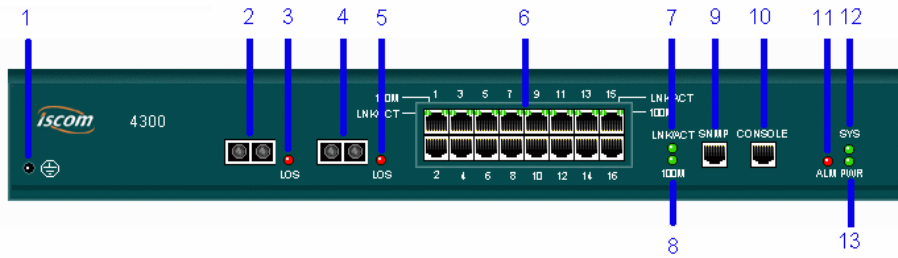 1 2 3 4 5 6 7 9 10 11 12
100M 1 3 5 7 9 11 13 15 LNK/ACT
LNK/ACT 100M
iscom 4300
LNK/ACT SNMP CONSOLE SYS
LOS LOS 2 4 6 8 10 12 14 16 100M ALM PWR
8 13